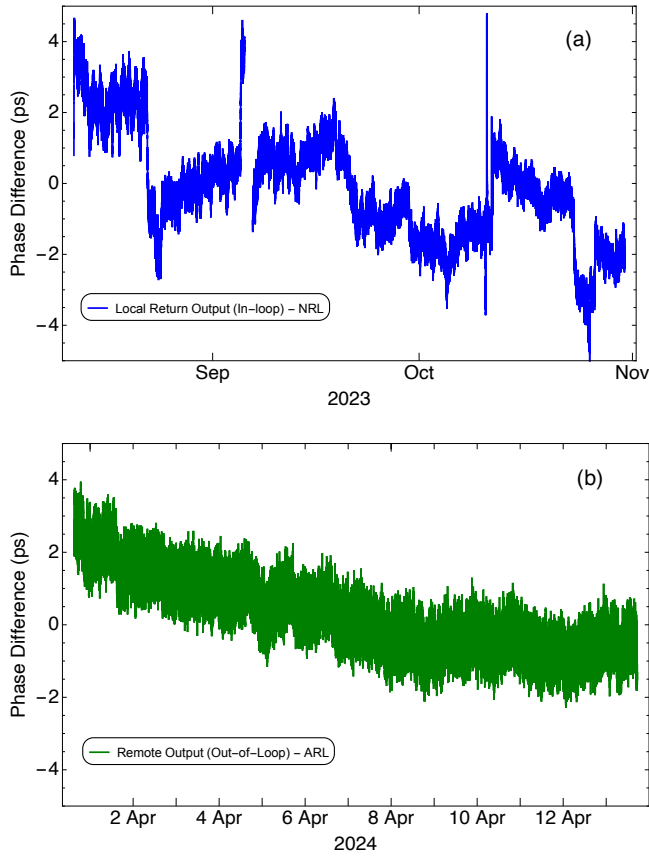 (a)
4
2
0
−2
−4
Phase Difference (ps)
Local Return Output (In−loop) − NRL
Sep
Oct
Nov
2023
(b)
4
2
0
−2
−4
Phase Difference (ps)
Remote Output (Out−of−Loop) − ARL
2 Apr
4 Apr
6 Apr
8 Apr
10 Apr
12 Apr
2024